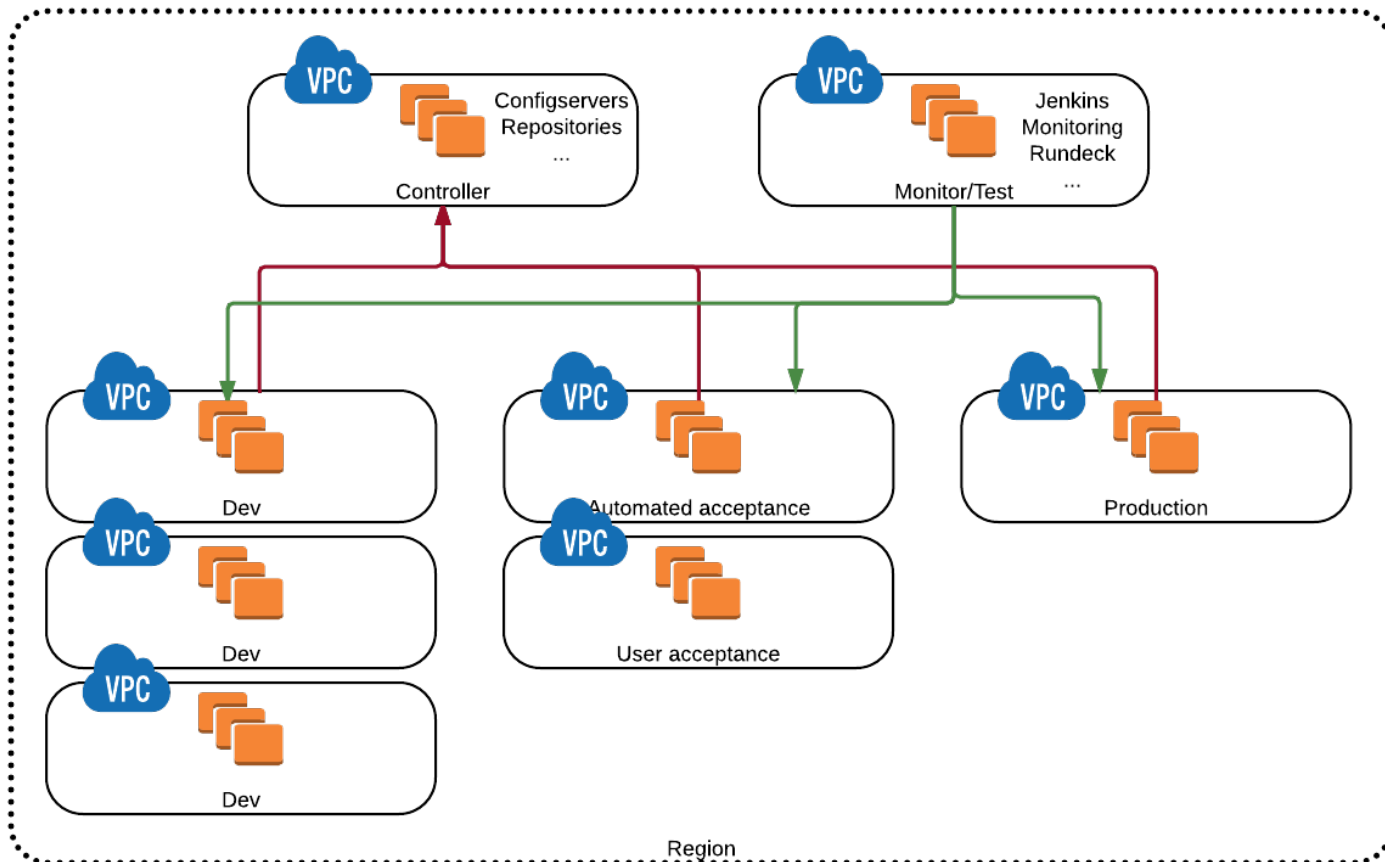 VPC
Configservers
Repositories
...
Controller
VPC
Jenkins
Monitoring
Rundeck
...
Monitor/Test
VPC
Dev
VPC
Automated acceptance
VPC
Production
VPC
Dev
VPC
User acceptance
VPC
Dev
Region